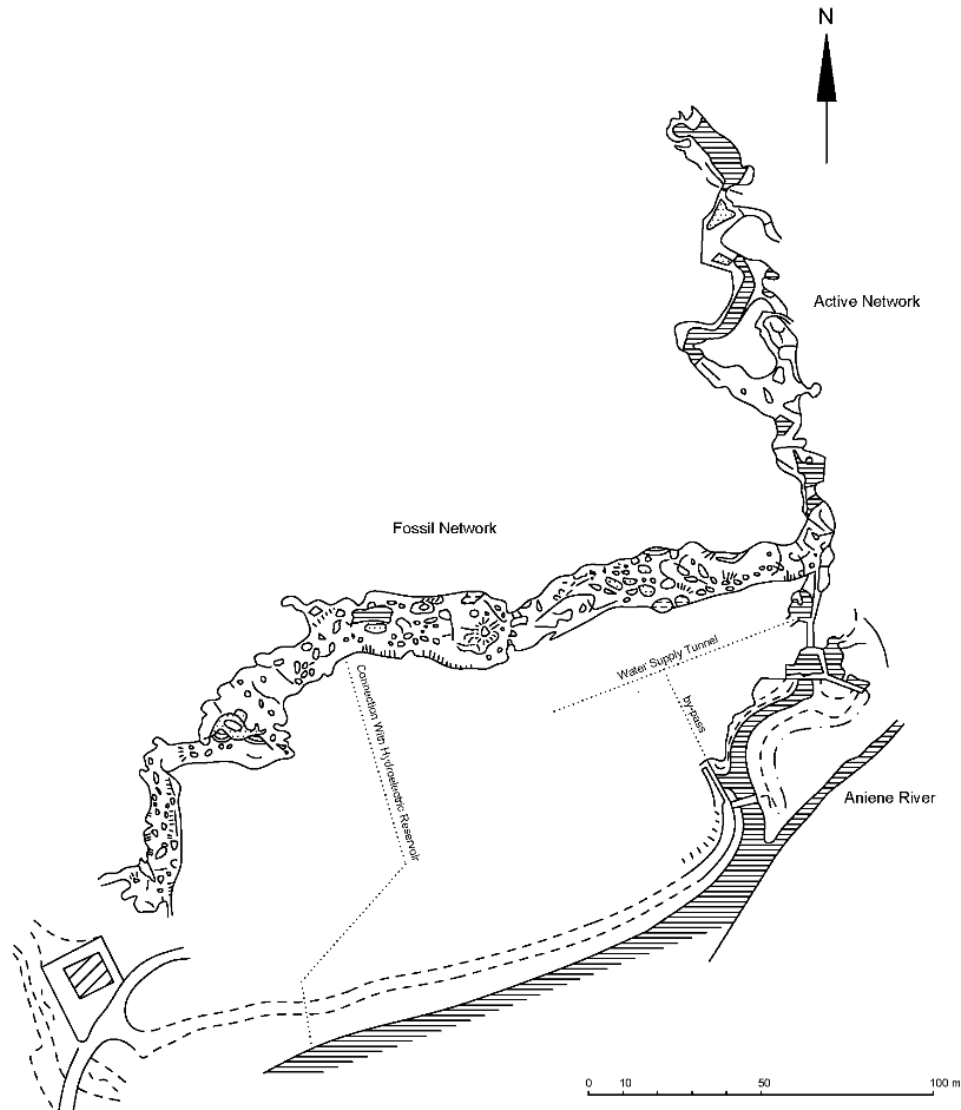 N
Active Network
Fossil Network
Water Supply Tunnel
Connection With Hydroelectric Reservoir
by-pass
Aniene River
0 10 50 100 m